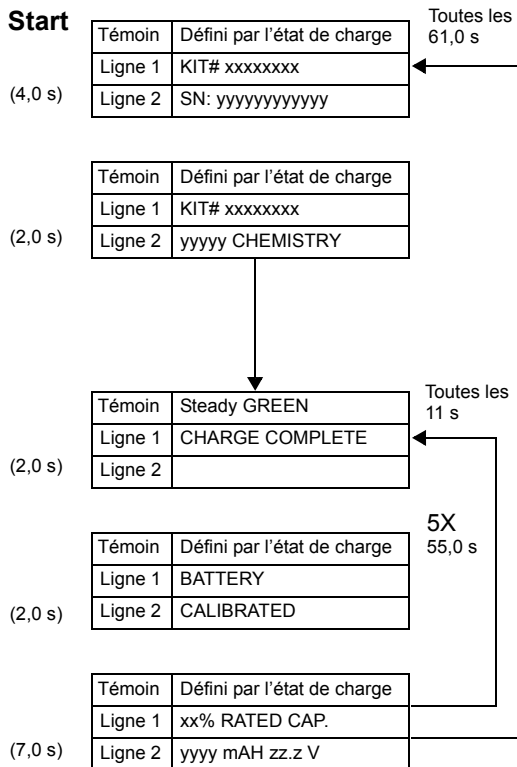 Start
Toutes les
61,0 s
Témoin Défini par l'état de charge
Ligne 1 KIT# xxxxxxxx
(4,0 s) Ligne 2 SN: yyyyyyyyyyyy
Témoin Défini par l'état de charge
Ligne 1 KIT# xxxxxxxx
(2,0 s) Ligne 2 yyyyy CHEMISTRY
Toutes les
11 s
Témoin Steady GREEN
Ligne 1 CHARGE COMPLETE
(2,0 s) Ligne 2
5X
55,0 s
Témoin Défini par l'état de charge
Ligne 1 BATTERY
(2,0 s) Ligne 2 CALIBRATED
Témoin Défini par l'état de charge
Ligne 1 xx% RATED CAP.
(7,0 s) Ligne 2 yyyy mAH zz.z V